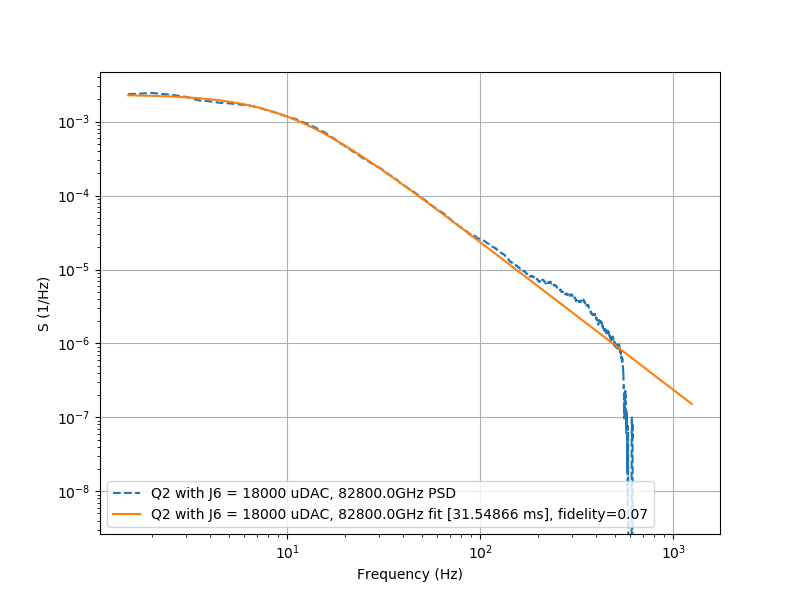 10⁻³
10⁻⁴
10⁻⁵
10⁻⁶
10⁻⁷
10⁻⁸
S (1/Hz)
Q2 with J6 = 18000 uDAC, 82800.0GHz PSD
Q2 with J6 = 18000 uDAC, 82800.0GHz fit [31.54866 ms], fidelity=0.07
10¹ 10² 10³
Frequency (Hz)